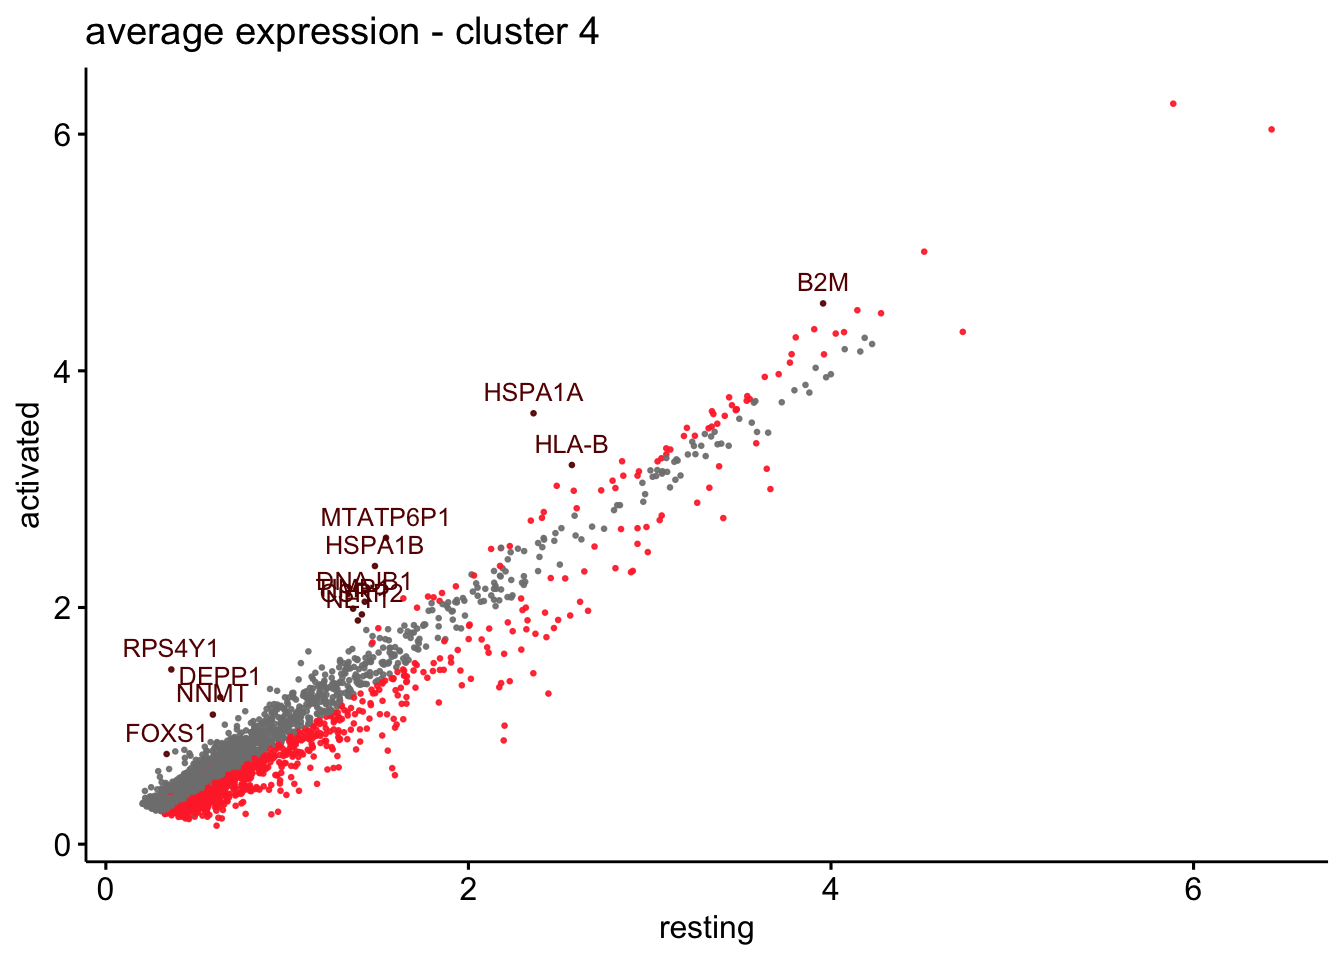 average expression - cluster 4
6
B2M
4
HSPA1A
HLA-B
MTATP6P1
HSPA1B
DNAJB1
RPS4Y1
DEPP1
NNMT
FOXS1
2
0
0
2
4
6
activated
resting